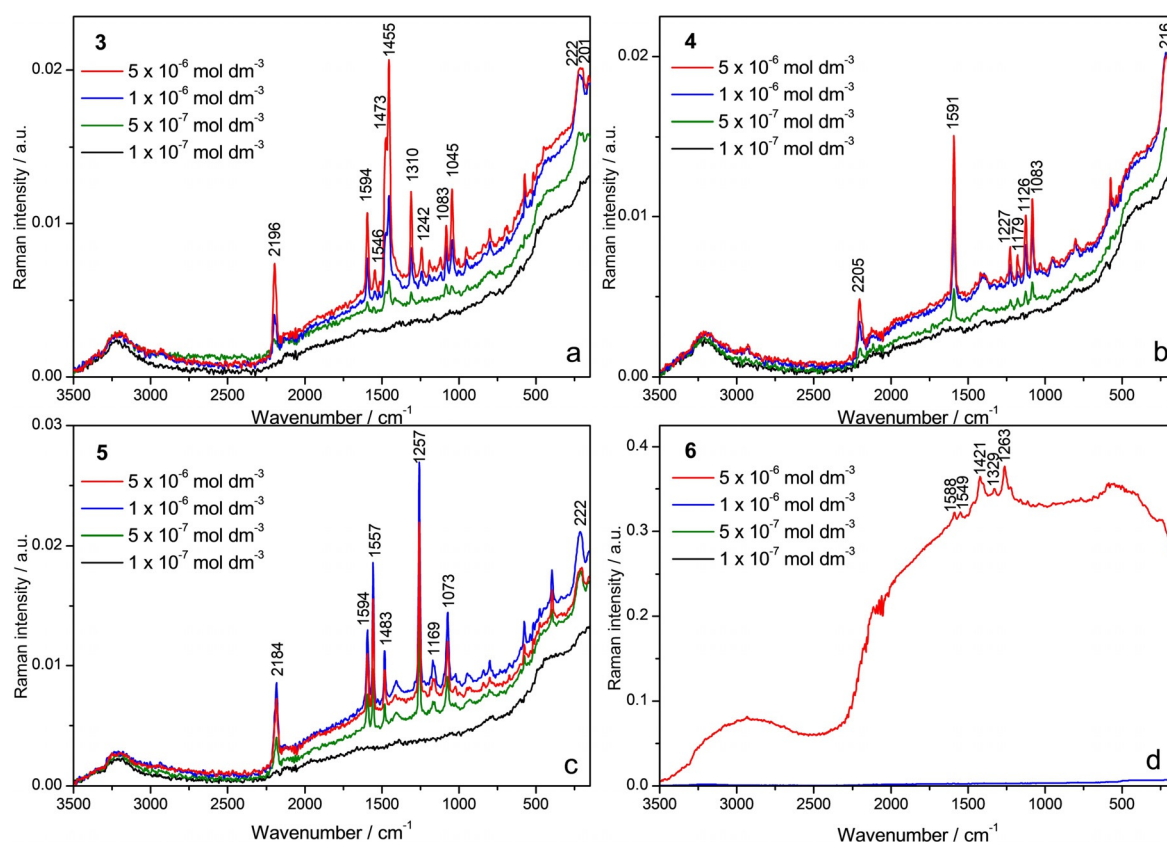 3
5 x 10⁻⁶ mol dm⁻³
1 x 10⁻⁶ mol dm⁻³
5 x 10⁻⁷ mol dm⁻³
1 x 10⁻⁷ mol dm⁻³
2196
1594
1546
1473
1455
1310
1242
1083
1045
222
201
0.02
0.01
0.00
Raman intensity / a.u.
3500 3000 2500 2000 1500 1000 500
Wavenumber / cm⁻¹
a
4
5 x 10⁻⁶ mol dm⁻³
1 x 10⁻⁶ mol dm⁻³
5 x 10⁻⁷ mol dm⁻³
1 x 10⁻⁷ mol dm⁻³
2205
1591
1227
1179
1126
1083
216
0.02
0.01
0.00
Raman intensity / a.u.
3500 3000 2500 2000 1500 1000 500
Wavenumber / cm⁻¹
b
5
5 x 10⁻⁶ mol dm⁻³
1 x 10⁻⁶ mol dm⁻³
5 x 10⁻⁷ mol dm⁻³
1 x 10⁻⁷ mol dm⁻³
2184
1594
1557
1483
1257
1169
1073
222
0.03
0.02
0.01
0.00
Raman intensity / a.u.
3500 3000 2500 2000 1500 1000 500
Wavenumber / cm⁻¹
c
6
5 x 10⁻⁶ mol dm⁻³
1 x 10⁻⁶ mol dm⁻³
5 x 10⁻⁷ mol dm⁻³
1 x 10⁻⁷ mol dm⁻³
1588
1549
1421
1329
1263
0.4
0.3
0.2
0.1
0.0
Raman intensity / a.u.
3500 3000 2500 2000 1500 1000 500
Wavenumber / cm⁻¹
d